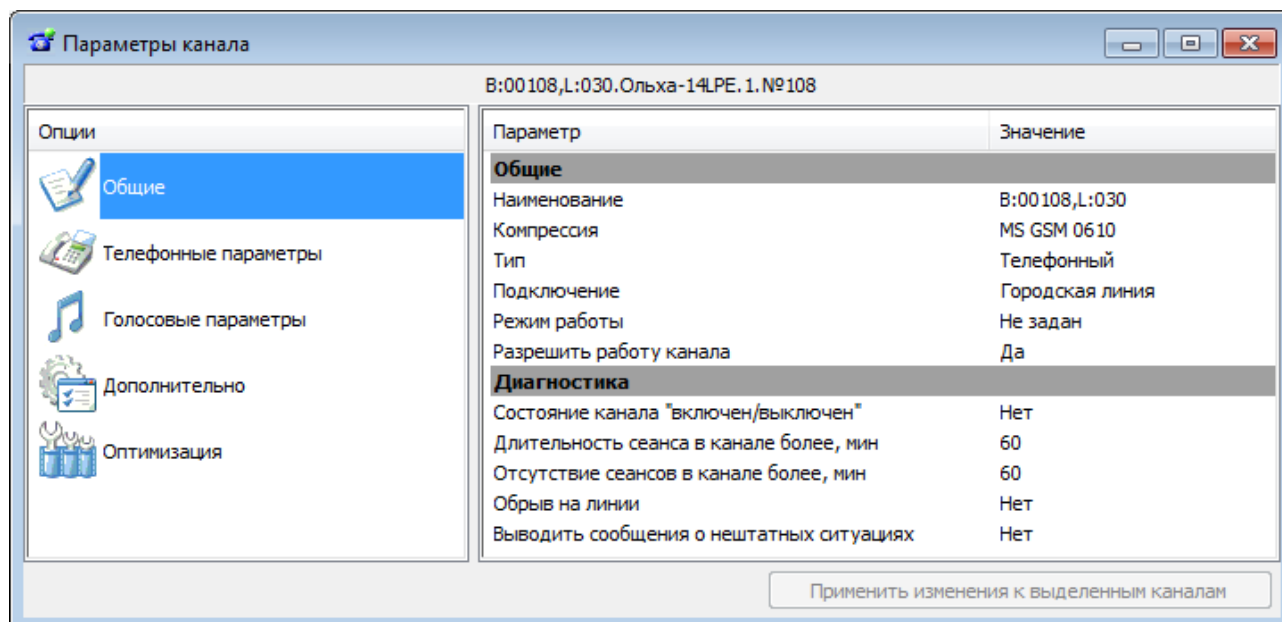 Параметры канала
B:00108,L:030.Ольха-14LPE.1.№108
Опции
Общие
Телефонные параметры
Голосовые параметры
Дополнительно
Оптимизация
Параметр Значение
Общие
Наименование B:00108,L:030
Компрессия MS GSM 0610
Тип Телефонный
Подключение Городская линия
Режим работы Не задан
Разрешить работу канала Да
Диагностика
Состояние канала "включен/выключен" Нет
Длительность сеанса в канале более, мин 60
Отсутствие сеансов в канале более, мин 60
Обрыв на линии Нет
Выводить сообщения о нештатных ситуациях Нет
Применить изменения к выделенным каналам